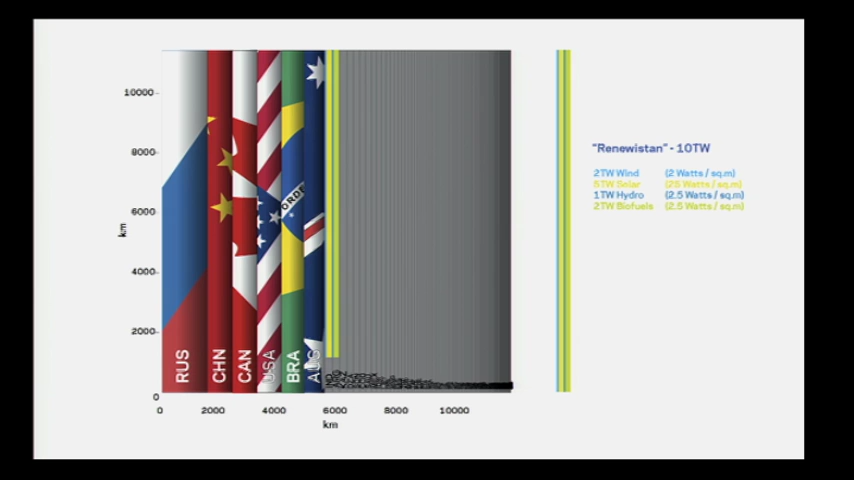 10000
8000
6000
4000
2000
0
km
RUS
CHN
CAN
USA
BRA
AUS
ORDE
0
2000
4000
6000
8000
10000
km
"Renewistan" - 10TW
2TW Wind (2 Watts / sq.m)
5TW Solar (25 Watts / sq.m)
1TW Hydro (2.5 Watts / sq.m)
2TW Biofuels (2.5 Watts / sq.m)